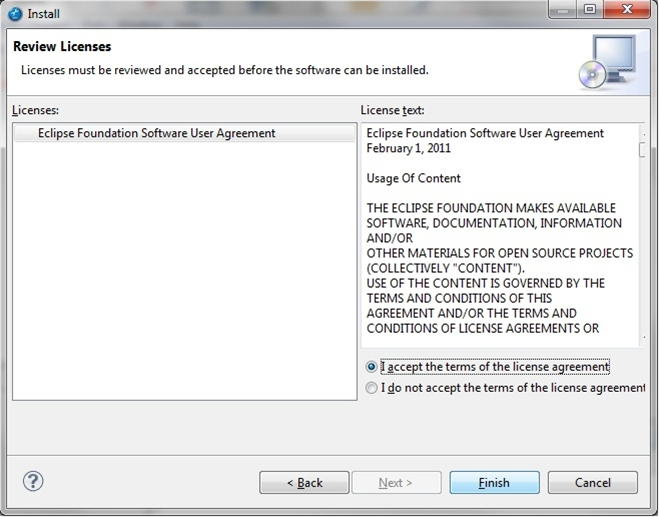 Install
Review Licenses
Licenses must be reviewed and accepted before the software can be installed.
Licenses:
Eclipse Foundation Software User Agreement
License text:
Eclipse Foundation Software User Agreement
February 1, 2011
Usage Of Content
THE ECLIPSE FOUNDATION MAKES AVAILABLE
SOFTWARE, DOCUMENTATION, INFORMATION
AND/OR
OTHER MATERIALS FOR OPEN SOURCE PROJECTS
(COLLECTIVELY "CONTENT").
USE OF THE CONTENT IS GOVERNED BY THE
TERMS AND CONDITIONS OF THIS
AGREEMENT AND/OR THE TERMS AND
CONDITIONS OF LICENSE AGREEMENTS OR
I accept the terms of the license agreement
I do not accept the terms of the license agreement
?
< Back
Next >
Finish
Cancel